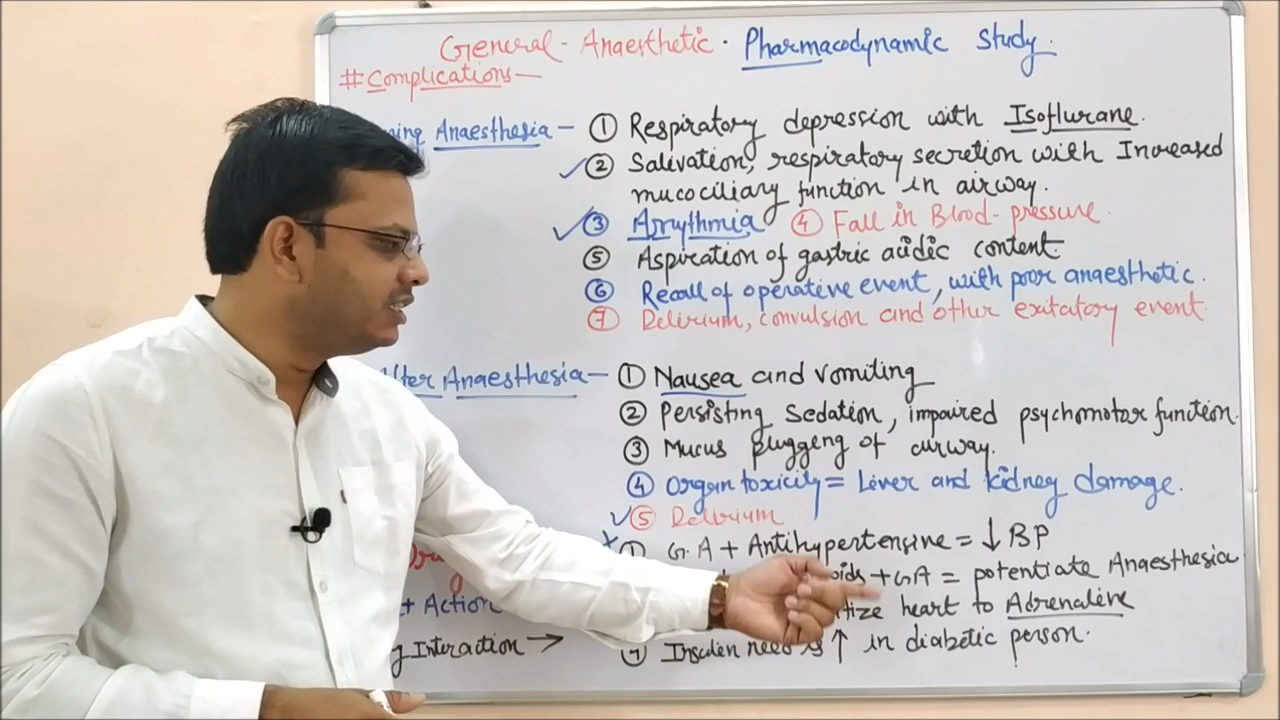 General - Anaesthetic · Pharmacodynamic Study.
# Complications —
Anaesthesia — ① Respiratory depression with Isoflurane.
② Salivation, respiratory secretion with Increased
mucociliary function in airway.
③ Arrythmia ④ Fall in Blood-pressure
⑤ Aspiration of gastric acidic content.
⑥ Recall of operative event, with poor anaesthetic.
⑦ Delirium, convulsion and other exitatory event.
After Anaesthesia — ① Nausea and vomiting
② Persisting sedation, impaired psychomotor function.
③ Mucus pluggeng of airway.
④ Organ toxicity = Liver and kidney damage.
⑤ Delirium
① G.A + Antihypertensive = ↓ BP
+ GA = potentiate Anaesthesia
heart to Adrenaline
+ Action
Interaction → ④ Insulin need is ↑ in diabetic person.